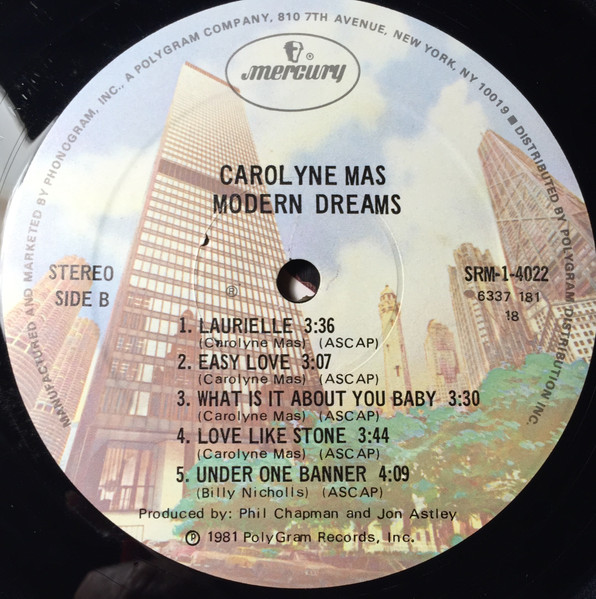 MANUFACTURED AND MARKETED BY PHONOGRAM, INC., A POLYGRAM COMPANY, 810 7TH AVENUE, NEW YORK, NY 10019 ■ DISTRIBUTED BY POLYGRAM DISTRIBUTION INC.
mercury ®
CAROLYNE MAS
MODERN DREAMS
STEREO
SIDE B
SRM-1-4022
6337 181
18
1. LAURIELLE 3:36
(Carolyne Mas) (ASCAP)
2. EASY LOVE 3:07
(Carolyne Mas) (ASCAP)
3. WHAT IS IT ABOUT YOU BABY 3:30
(Carolyne Mas) (ASCAP)
4. LOVE LIKE STONE 3:44
(Carolyne Mas) (ASCAP)
5. UNDER ONE BANNER 4:09
(Billy Nicholls) (ASCAP)
Produced by: Phil Chapman and Jon Astley
℗ 1981 PolyGram Records, Inc.